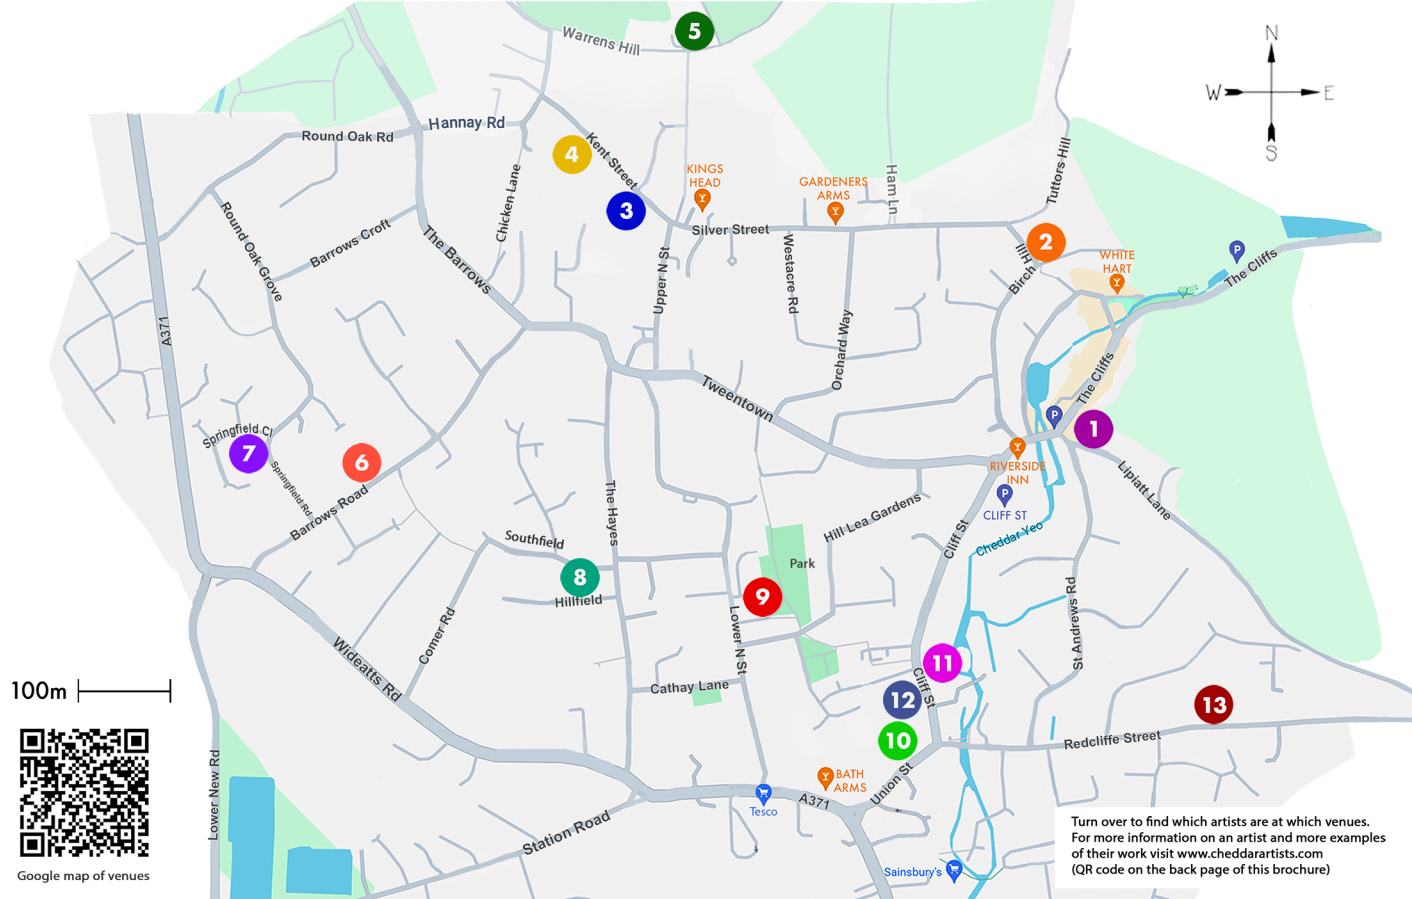 Warrens Hill
5
N
W
E
S
Hannay Rd
Round Oak Rd
4
Kent Street
3
Chicken Lane
KINGS
HEAD
GARDENERS
ARMS
Ham Ln
Tuttors Hill
Silver Street
2
P
WHITE
HART
The Cliffs
Birch Hill
Round Oak Grove
Barrows Croft
The Barrows
Upper N St
Westacre-Rd
Orchard Way
A371
The Cliffs
Tweentown
P
1
Springfield Cl
7
6
Springfield Rd
Barrows Road
RIVERSIDE
INN
P
CLIFF ST
Lipiatt Lane
The Hayes
Hill Lea Gardens
Cliff St
Cheddar Yeo
Southfield
8
Hillfield
Park
9
Lower N St
Comer Rd
St Andrews Rd
Wideatts Rd
Cathay Lane
11
Cliff St
12
10
13
Redcliffe Street
100m
Lower New Rd
BATH
ARMS
Union St
A371
Tesco
Station Road
Sainsbury's
Google map of venues
Turn over to find which artists are at which venues.
For more information on an artist and more examples
of their work visit www.cheddarartists.com
(QR code on the back page of this brochure)